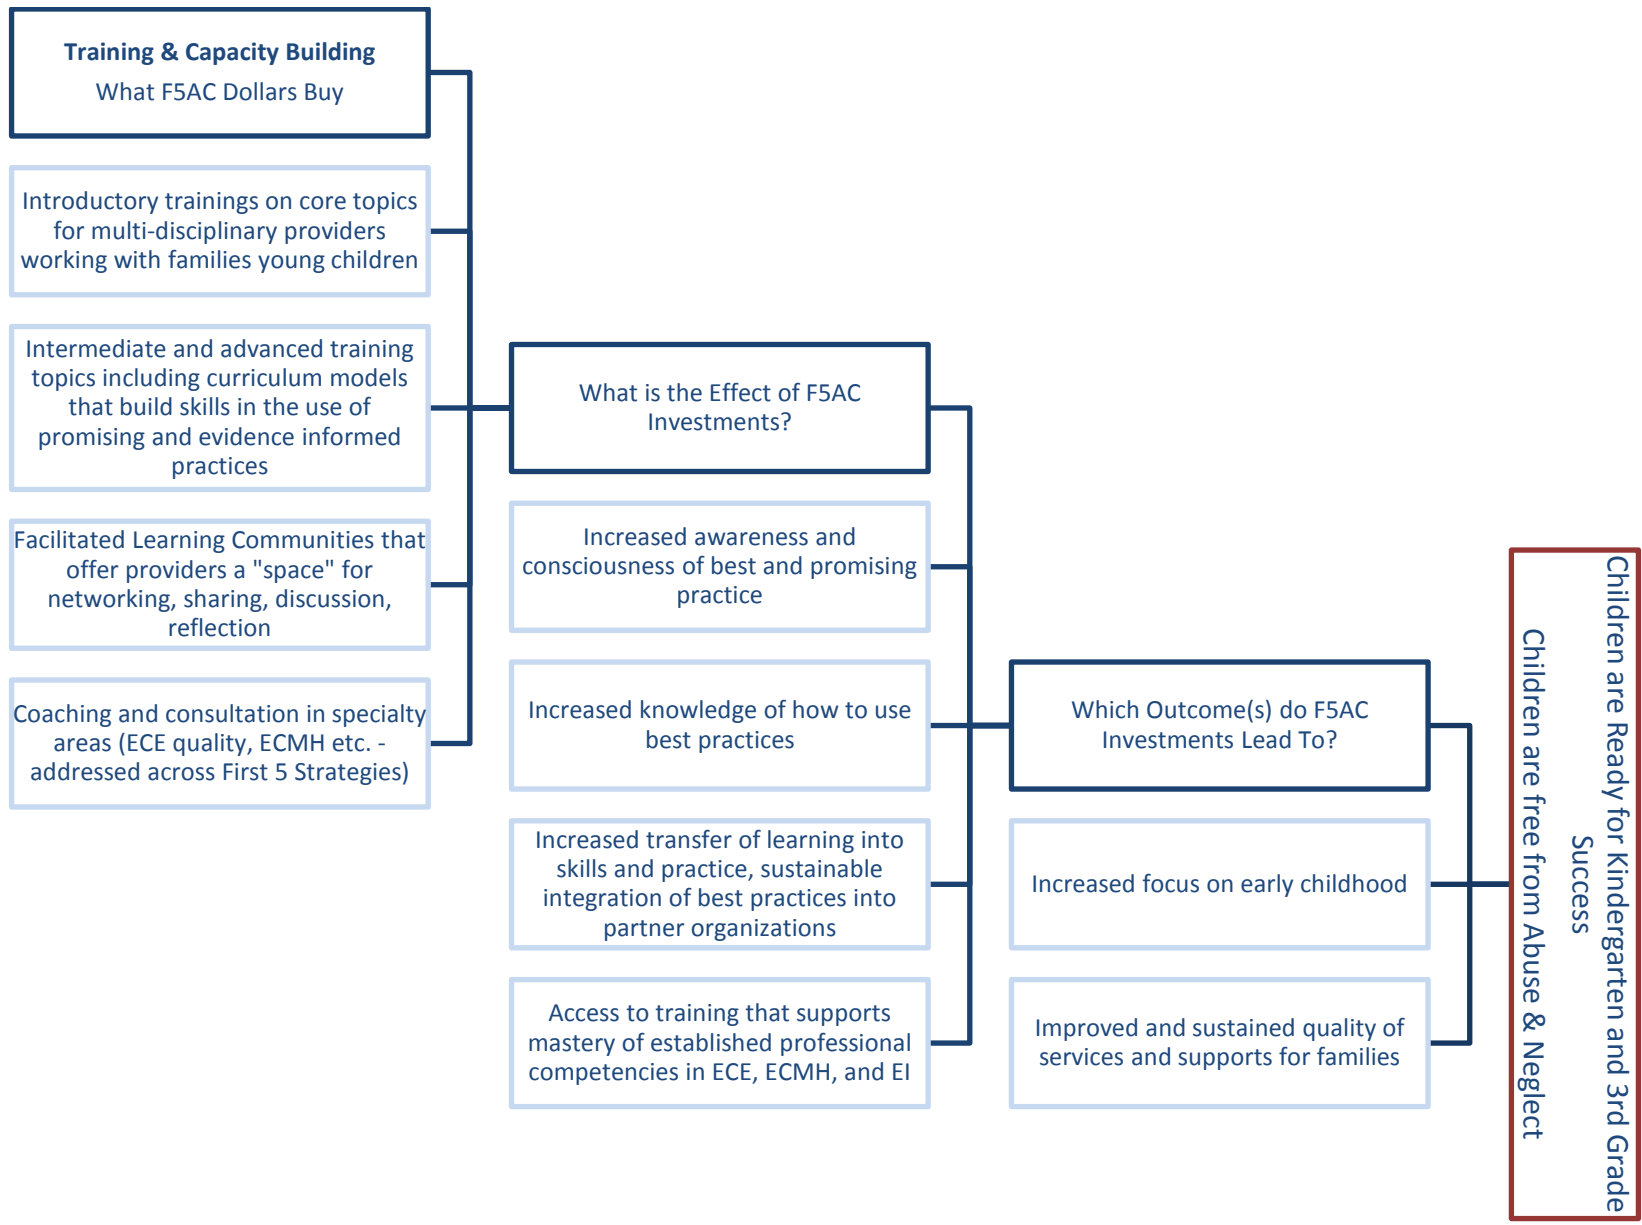 Training & Capacity Building
What F5AC Dollars Buy
Introductory trainings on core topics
for multi-disciplinary providers
working with families young children
Intermediate and advanced training
topics including curriculum models
that build skills in the use of
promising and evidence informed
practices
Facilitated Learning Communities that
offer providers a "space" for
networking, sharing, discussion,
reflection
Coaching and consultation in specialty
areas (ECE quality, ECMH etc. -
addressed across First 5 Strategies)
What is the Effect of F5AC
Investments?
Increased awareness and
consciousness of best and promising
practice
Increased knowledge of how to use
best practices
Increased transfer of learning into
skills and practice, sustainable
integration of best practices into
partner organizations
Access to training that supports
mastery of established professional
competencies in ECE, ECMH, and EI
Which Outcome(s) do F5AC
Investments Lead To?
Increased focus on early childhood
Improved and sustained quality of
services and supports for families
Children are Ready for Kindergarten and 3rd Grade
Success
Children are free from Abuse & Neglect